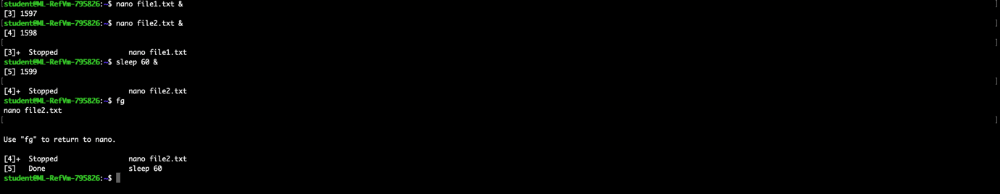 student@ML-RefVm-795826:~$ nano file1.txt &
[3] 1597
student@ML-RefVm-795826:~$ nano file2.txt &
[4] 1598
[3]+  Stopped                 nano file1.txt
student@ML-RefVm-795826:~$ sleep 60 &
[5] 1599
[4]+  Stopped                 nano file2.txt
student@ML-RefVm-795826:~$ fg
nano file2.txt
Use "fg" to return to nano.
[4]+  Stopped                 nano file2.txt
[5]   Done                    sleep 60
student@ML-RefVm-795826:~$